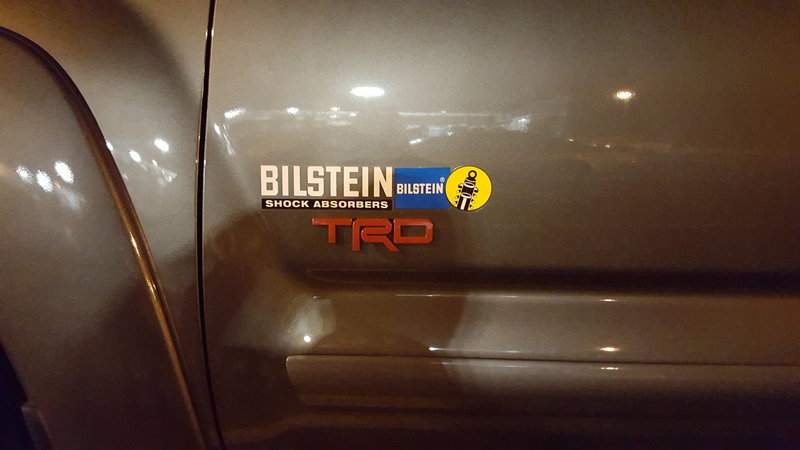 BILSTEIN
SHOCK ABSORBERS
BILSTEIN®
TRD